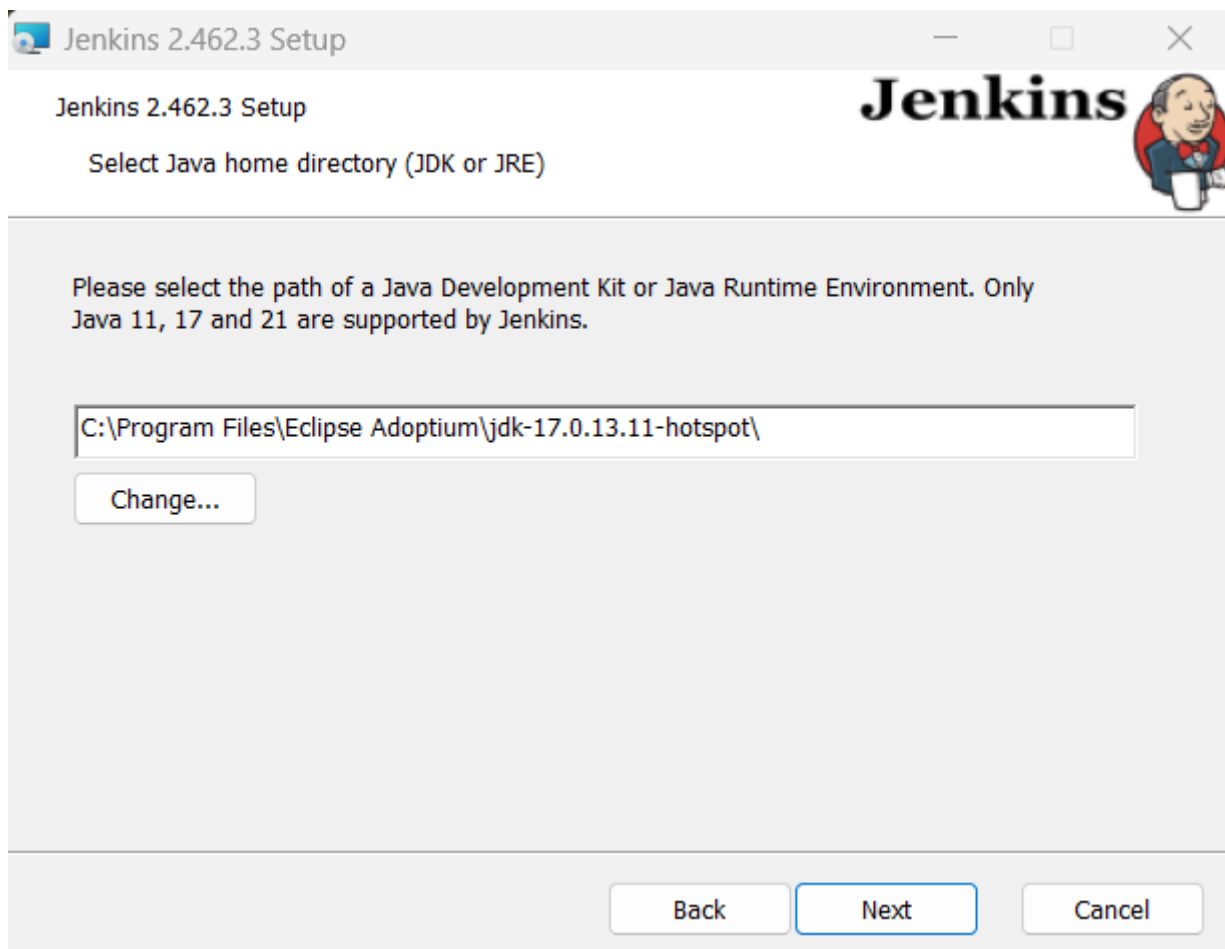 Jenkins 2.462.3 Setup
Jenkins 2.462.3 Setup
Jenkins
Select Java home directory (JDK or JRE)
Please select the path of a Java Development Kit or Java Runtime Environment. Only
Java 11, 17 and 21 are supported by Jenkins.
C:\Program Files\Eclipse Adoptium\jdk-17.0.13.11-hotspot\
Change...
Back
Next
Cancel